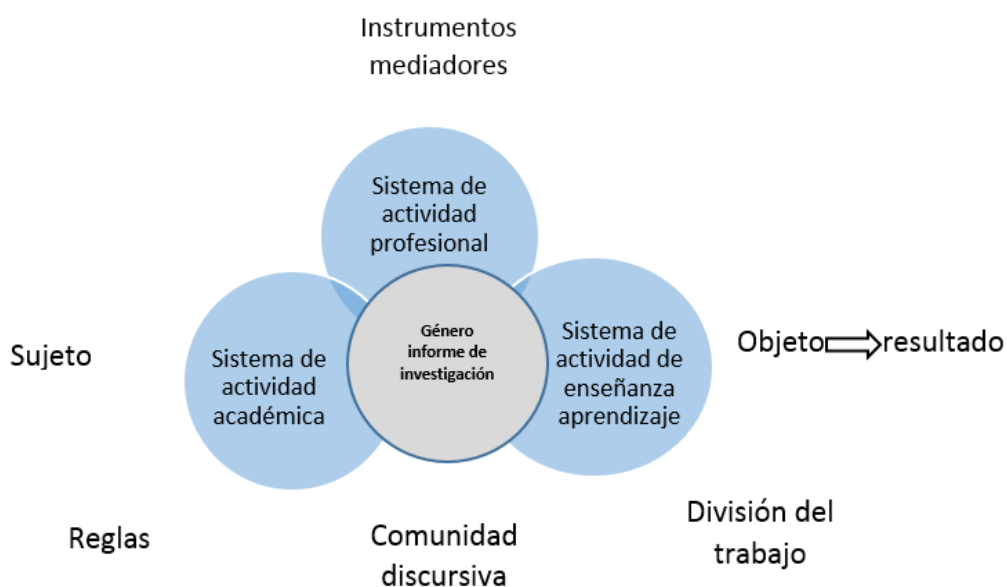 Instrumentos
mediadores
Sistema de
actividad
profesional
Género
informe de
investigación
Sistema de
actividad
académica
Sistema de
actividad de
enseñanza
aprendizaje
Sujeto
Objeto
resultado
Reglas
Comunidad
discursiva
División del
trabajo